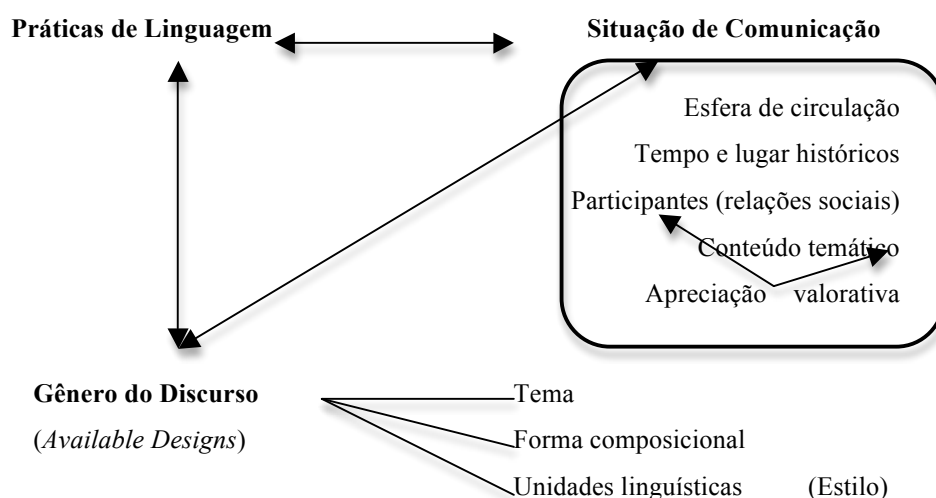 Práticas de Linguagem
Situação de Comunicação
Esfera de circulação
Tempo e lugar históricos
Participantes (relações sociais)
Conteúdo temático
Apreciação valorativa
Gênero do Discurso
(Available Designs)
Tema
Forma composicional
Unidades linguísticas (Estilo)